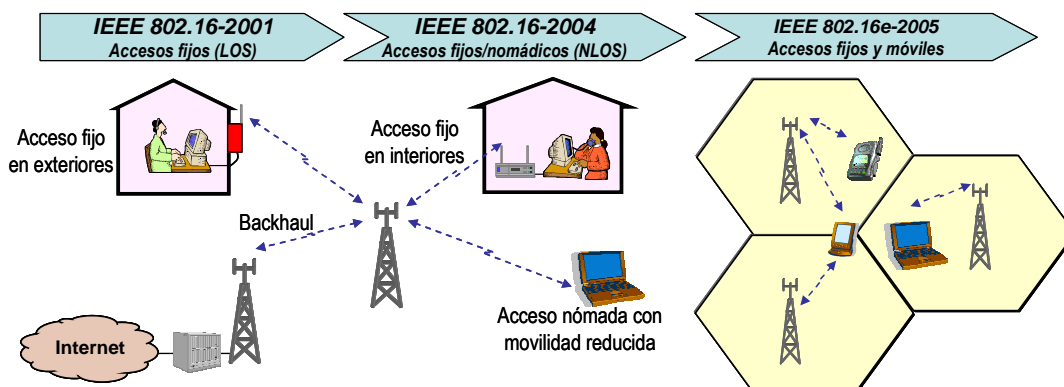 IEEE 802.16-2001
Accesos fijos (LOS)
IEEE 802.16-2004
Accesos fijos/nomádicos (NLOS)
IEEE 802.16e-2005
Accesos fijos y móviles
Acceso fijo
en exteriores
Acceso fijo
en interiores
Backhaul
Acceso nómada con
movilidad reducida
Internet